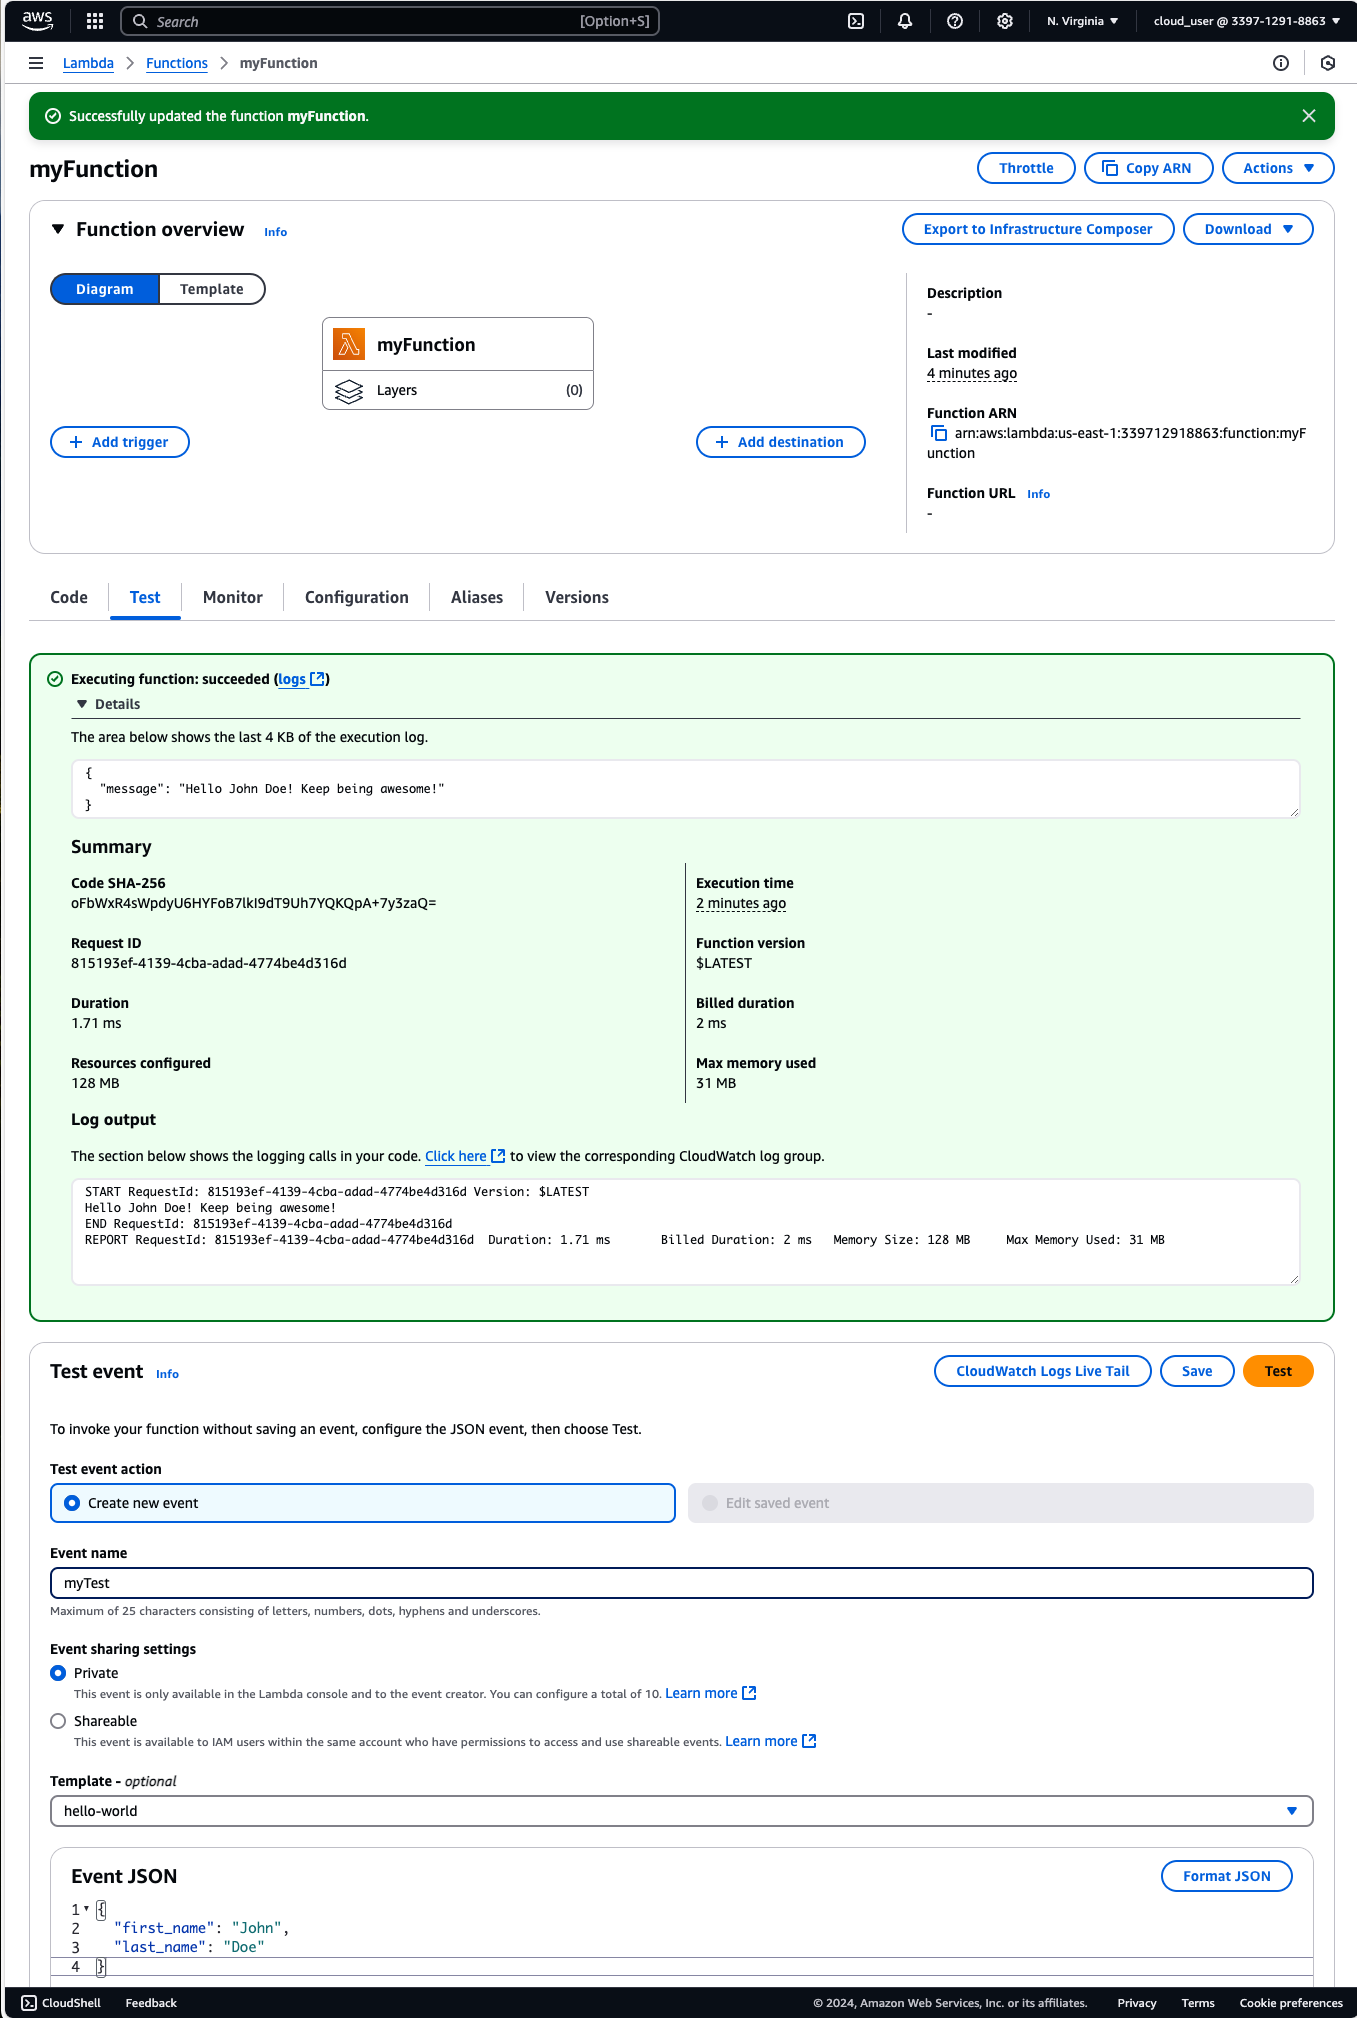 aws
Search [Option+S]
N. Virginia
cloud_user @ 3397-1291-8863
Lambda
Functions
myFunction
Successfully updated the function myFunction.
myFunction
Throttle
Copy ARN
Actions
Function overview Info
Export to Infrastructure Composer
Download
Diagram
Template
myFunction
Layers (0)
Add trigger
Add destination
Description
-
Last modified
4 minutes ago
Function ARN
arn:aws:lambda:us-east-1:339712918863:function:myF
unction
Function URL Info
-
Code
Test
Monitor
Configuration
Aliases
Versions
Executing function: succeeded (logs)
Details
The area below shows the last 4 KB of the execution log.
{
"message": "Hello John Doe! Keep being awesome!"
}
Summary
Code SHA-256
oFbWxR4sWpdyU6HYFoB7lkI9dT9Uh7YQKQpA+7y3zaQ=
Execution time
2 minutes ago
Request ID
815193ef-4139-4cba-adad-4774be4d316d
Function version
$LATEST
Duration
1.71 ms
Billed duration
2 ms
Resources configured
128 MB
Max memory used
31 MB
Log output
The section below shows the logging calls in your code. Click here to view the corresponding CloudWatch log group.
START RequestId: 815193ef-4139-4cba-adad-4774be4d316d Version: $LATEST
Hello John Doe! Keep being awesome!
END RequestId: 815193ef-4139-4cba-adad-4774be4d316d
REPORT RequestId: 815193ef-4139-4cba-adad-4774be4d316d Duration: 1.71 ms Billed Duration: 2 ms Memory Size: 128 MB Max Memory Used: 31 MB
Test event Info
CloudWatch Logs Live Tail
Save
Test
To invoke your function without saving an event, configure the JSON event, then choose Test.
Test event action
Create new event
Edit saved event
Event name
myTest
Maximum of 25 characters consisting of letters, numbers, dots, hyphens and underscores.
Event sharing settings
Private
This event is only available in the Lambda console and to the event creator. You can configure a total of 10. Learn more
Shareable
This event is available to IAM users within the same account who have permissions to access and use shareable events. Learn more
Template - optional
hello-world
Event JSON
Format JSON
1 {
2 "first_name": "John",
3 "last_name": "Doe"
4 }
CloudShell
Feedback
© 2024, Amazon Web Services, Inc. or its affiliates.
Privacy
Terms
Cookie preferences